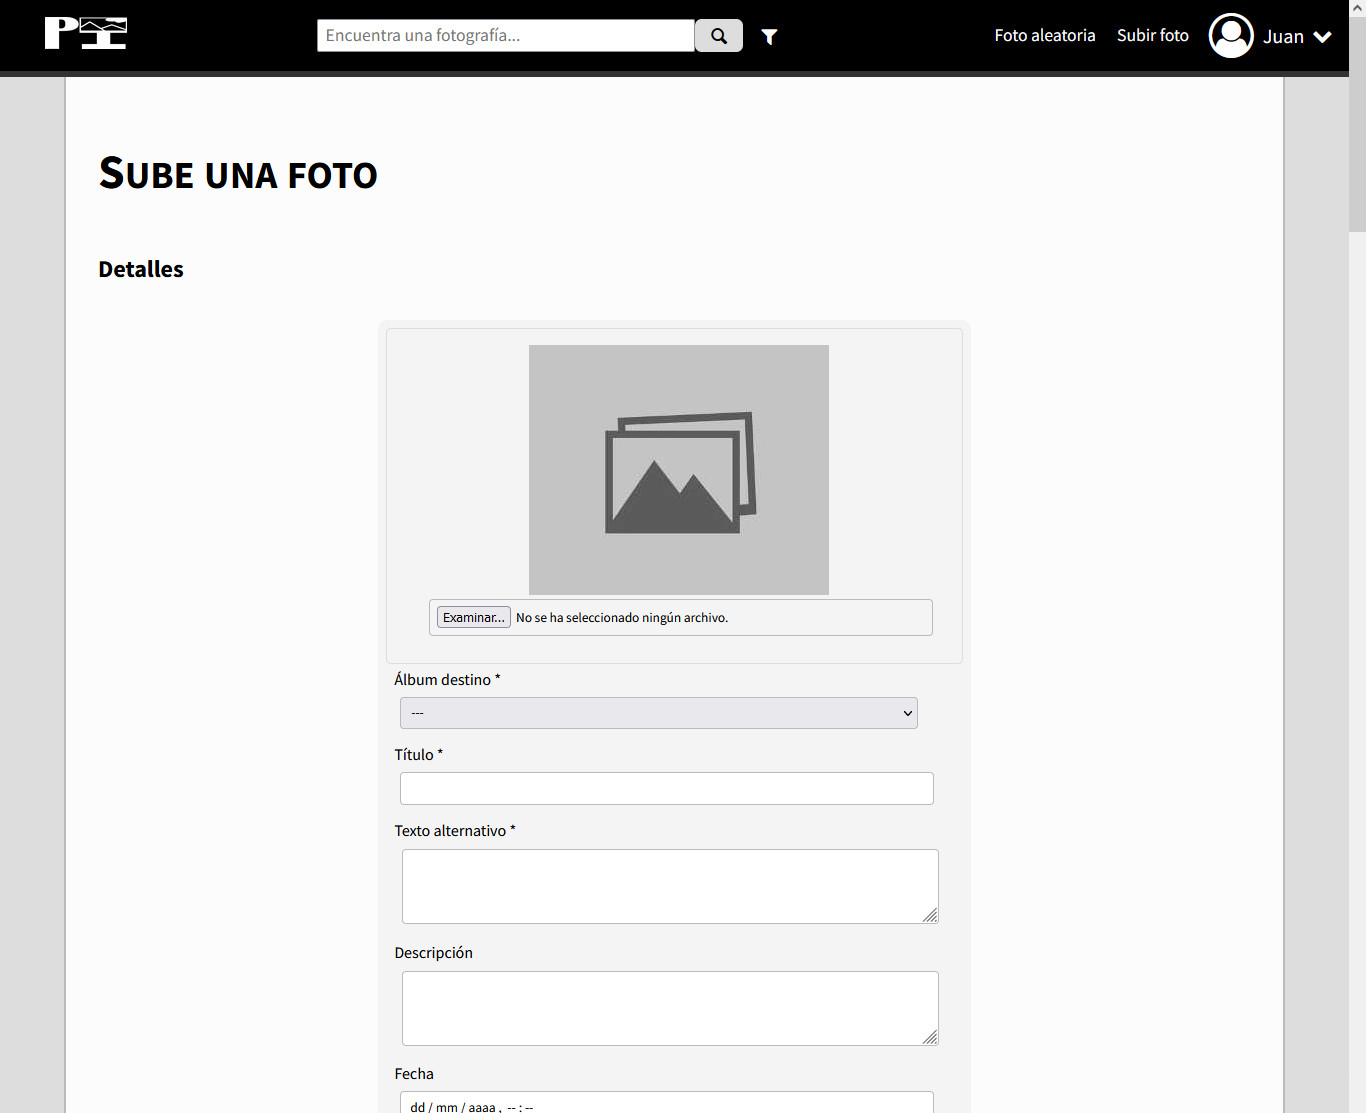 PI
Encuentra una fotografía...
Foto aleatoria
Subir foto
Juan
Sube una foto
Detalles
Examinar... No se ha seleccionado ningún archivo.
Álbum destino *
---
Título *
Texto alternativo *
Descripción
Fecha
dd / mm / aaaa , -- : --